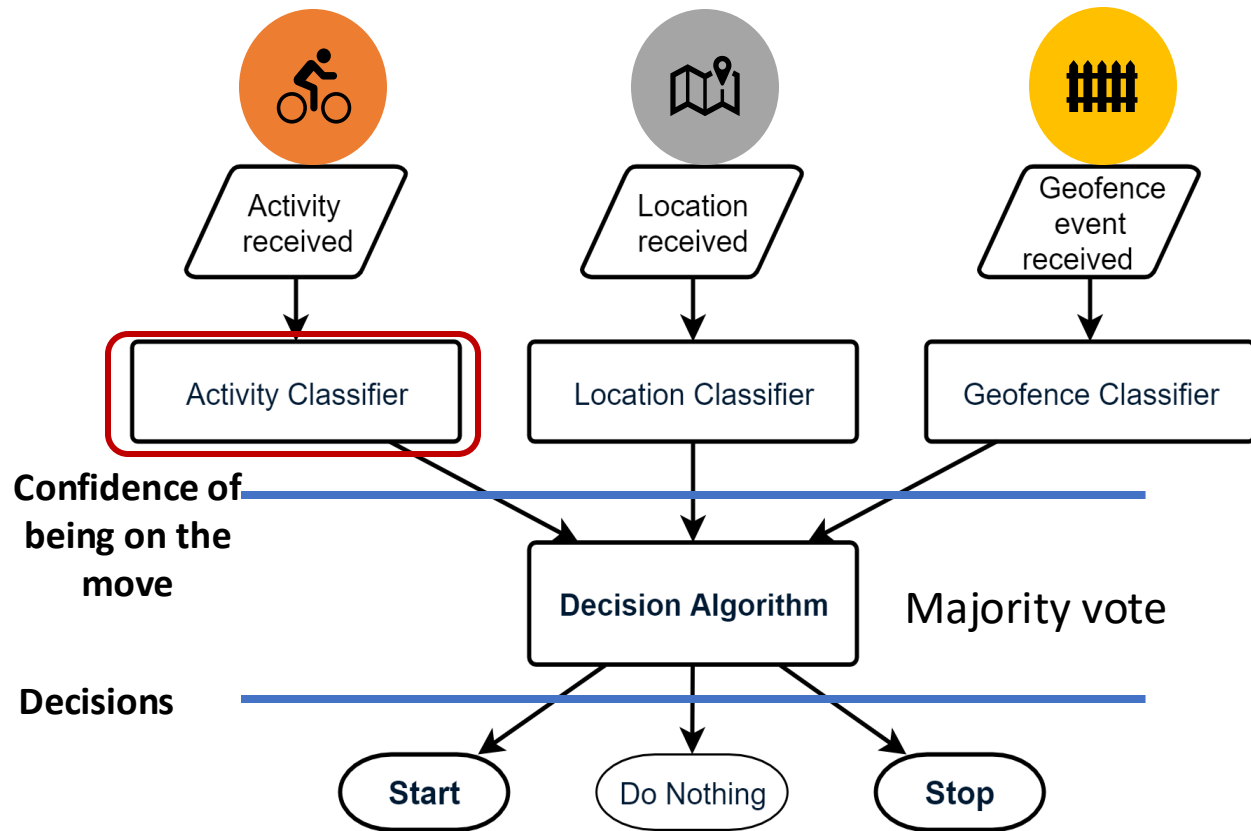 Activity
received
Location
received
Geofence
event
received
Activity Classifier
Location Classifier
Geofence Classifier
Confidence of
being on the
move
Decision Algorithm
Majority vote
Decisions
Start
Do Nothing
Stop